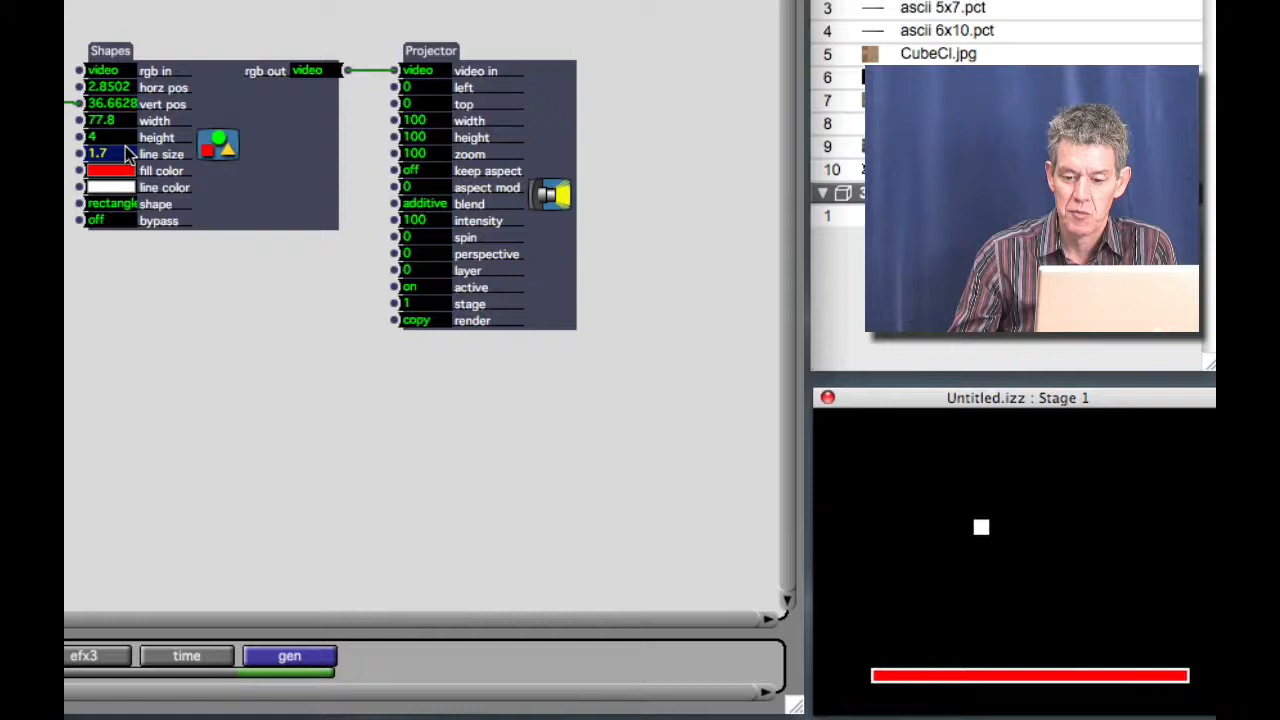 Shapes
video rgb in
rgb out video
2.8502 horz pos
36.6628 vert pos
77.8 width
4 height
1.7 line size
fill color
line color
rectangle shape
off bypass
Projector
video video in
0 left
0 top
100 width
100 height
100 zoom
off keep aspect
0 aspect mod
additive blend
100 intensity
0 spin
0 perspective
0 layer
on active
1 stage
copy render
3 ascii 5x7.pct
4 ascii 6x10.pct
5 CubeCl.jpg
6
7
8
9
10
3
1
Untitled.izz : Stage 1
efx3
time
gen